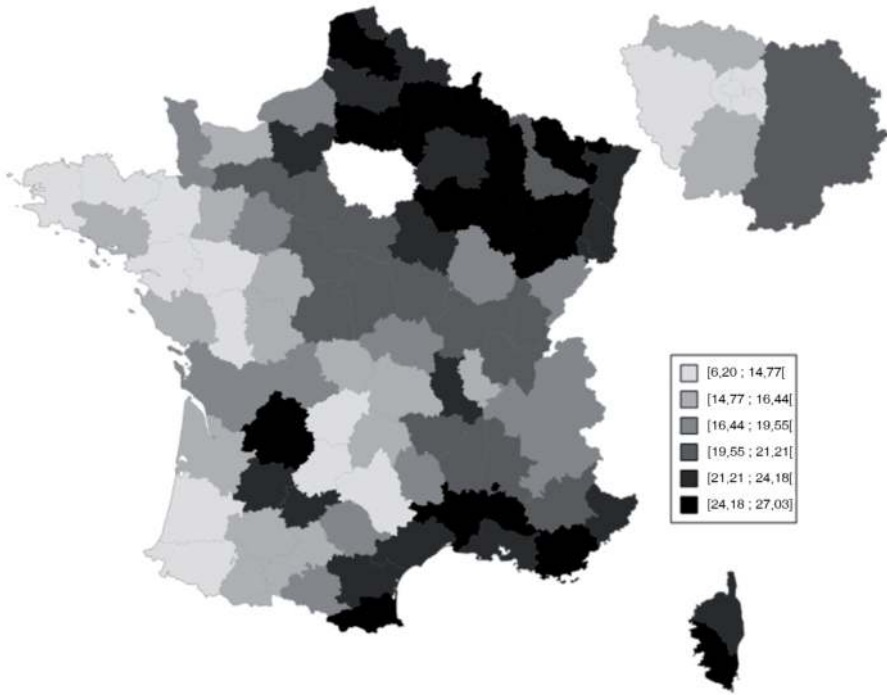 [6,20 ; 14,77[
[14,77 ; 16,44[
[16,44 ; 19,55[
[19,55 ; 21,21[
[21,21 ; 24,18[
[24,18 ; 27,03]